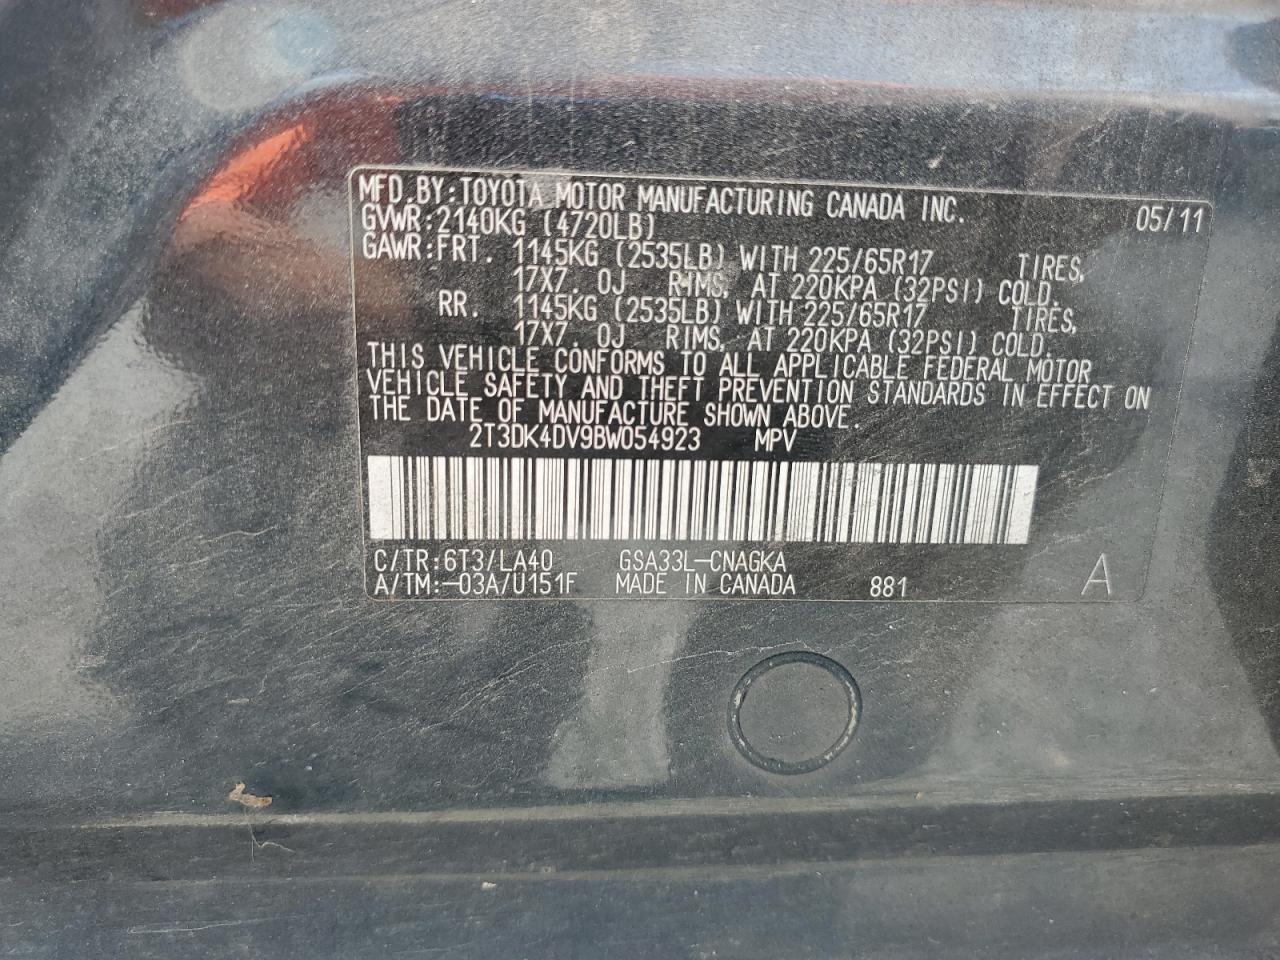 MFD.BY:TOYOTA MOTOR MANUFACTURING CANADA INC. 05/11
GVWR:2140KG (4720LB)
GAWR:FRT. 1145KG (2535LB) WITH 225/65R17 TIRES,
17X7.0J RIMS, AT 220KPA (32PSI) COLD.
RR. 1145KG (2535LB) WITH 225/65R17 TIRES,
17X7.0J RIMS, AT 220KPA (32PSI) COLD.
THIS VEHICLE CONFORMS TO ALL APPLICABLE FEDERAL MOTOR
VEHICLE SAFETY AND THEFT PREVENTION STANDARDS IN EFFECT ON
THE DATE OF MANUFACTURE SHOWN ABOVE.
2T3DK4DV9BW054923 MPV
C/TR:6T3/LA40 GSA33L-CNAGKA
A/TM:-03A/U151F MADE IN CANADA 881 A